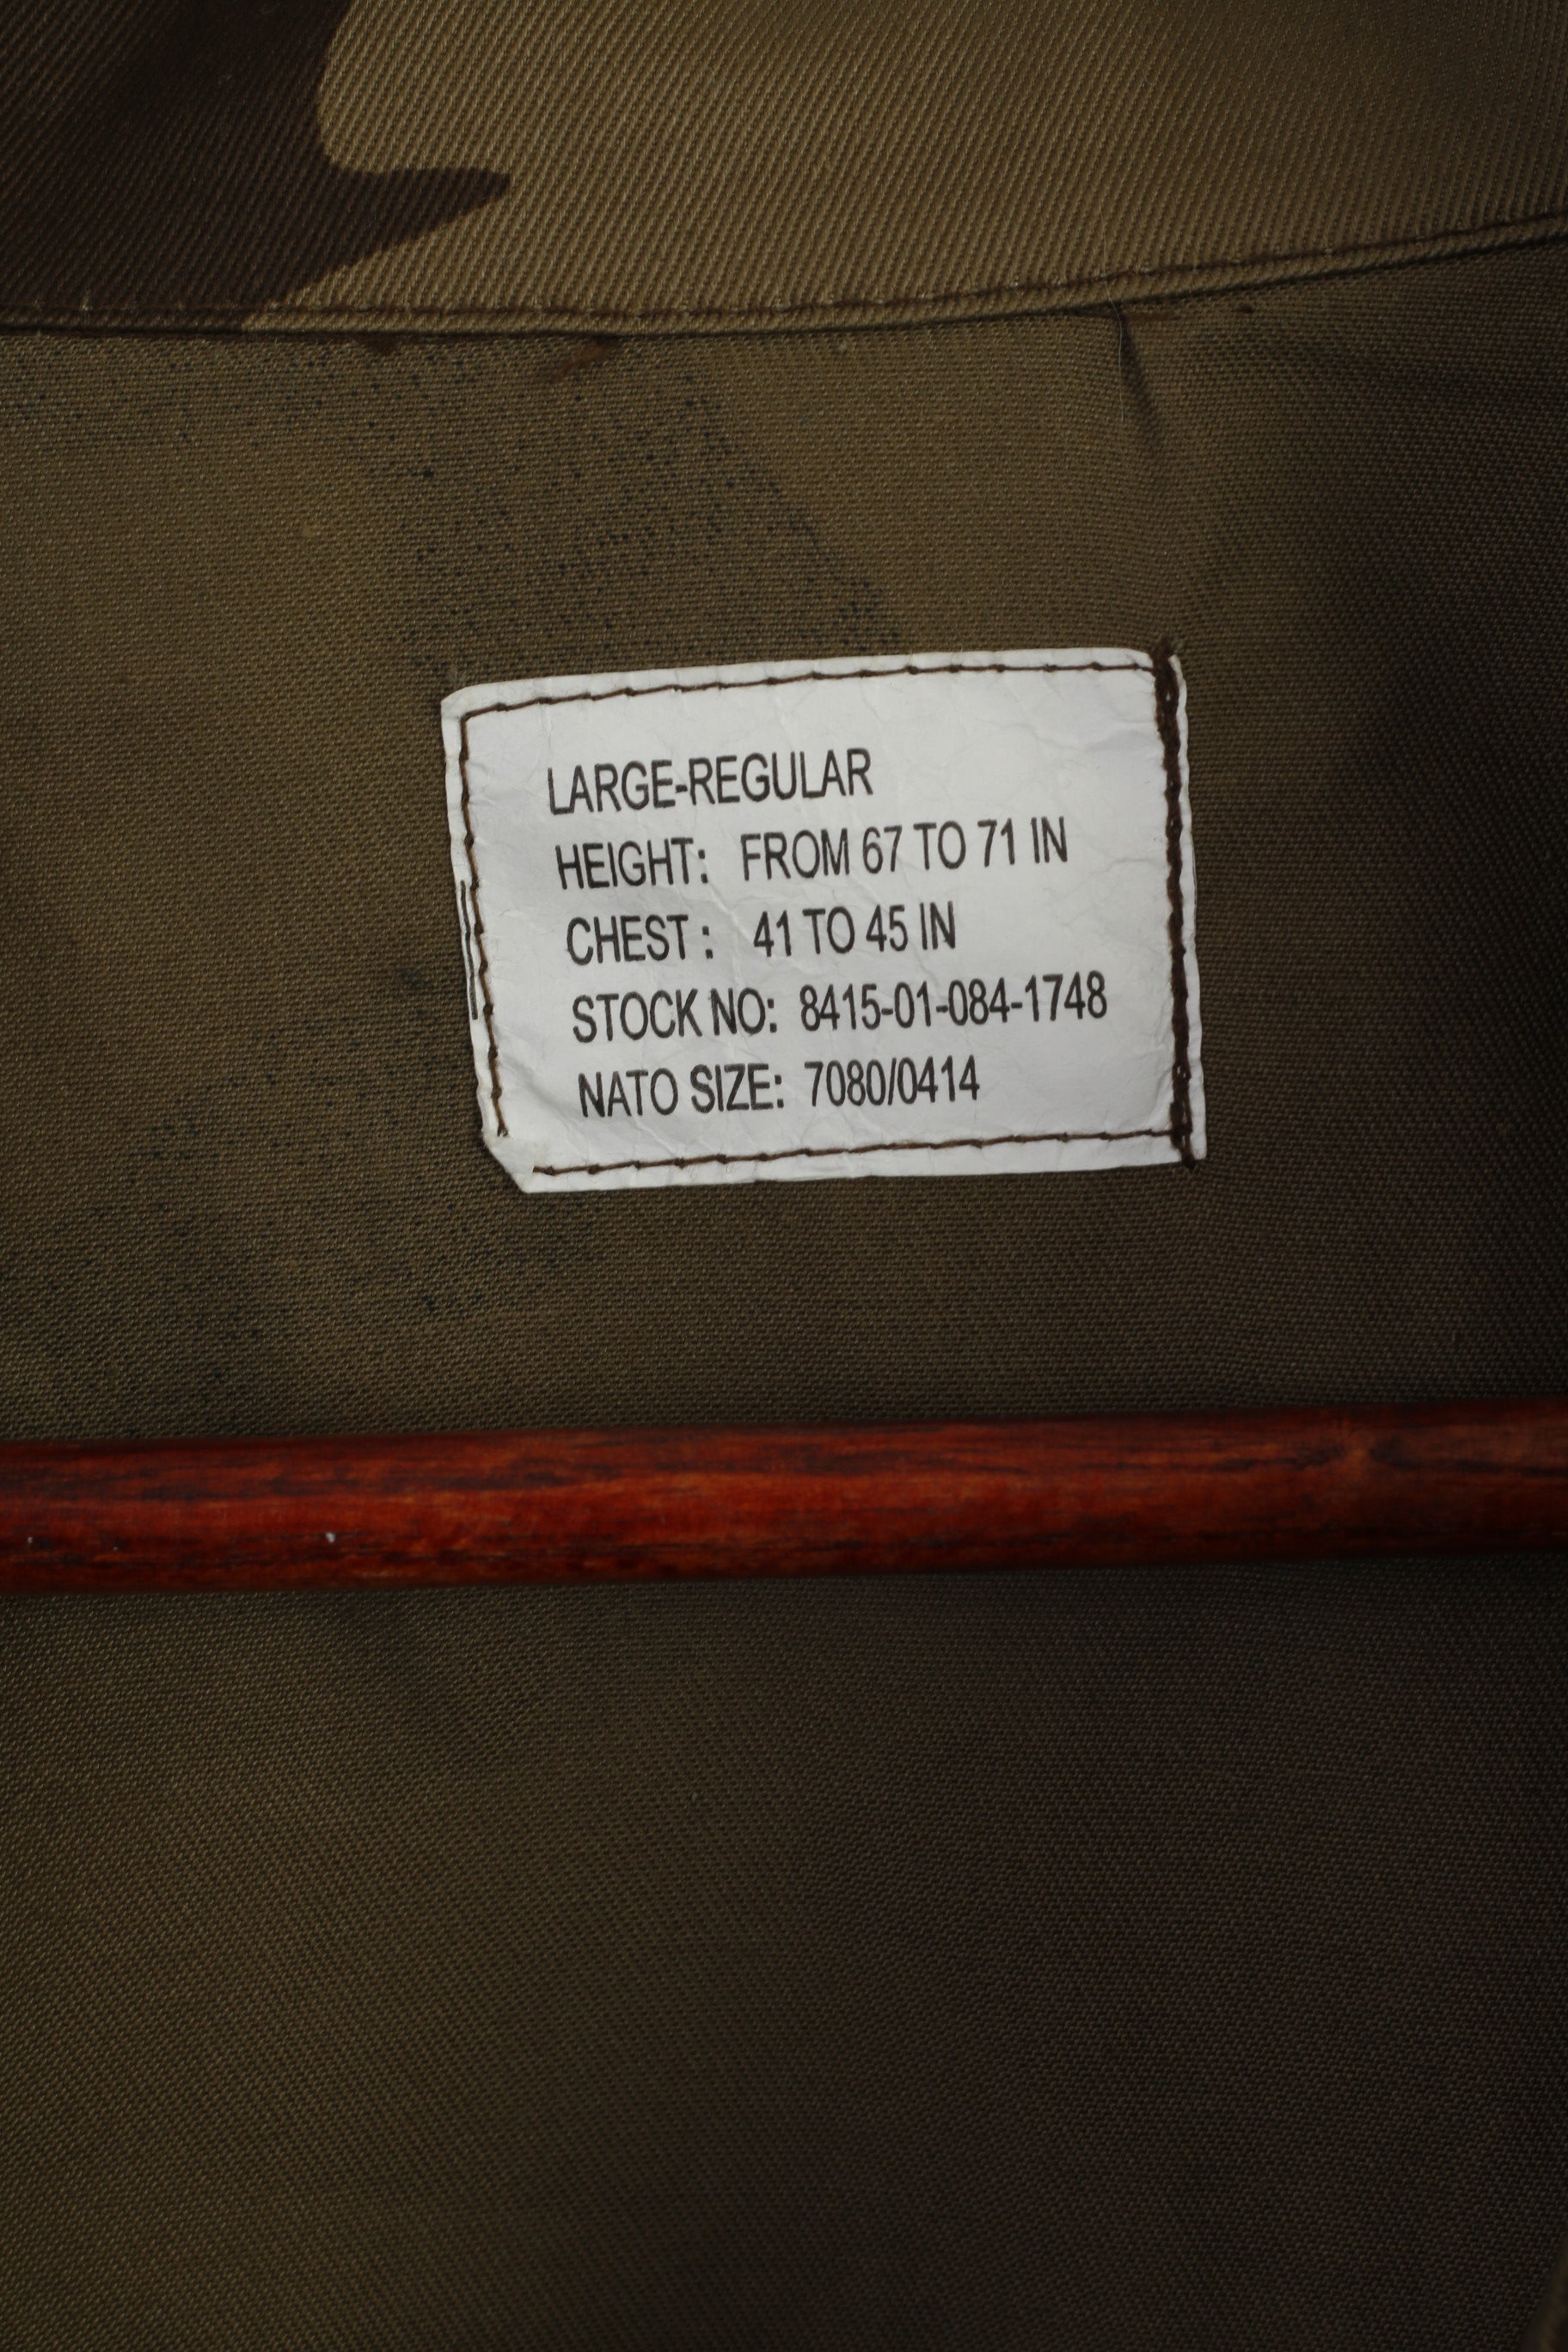 LARGE-REGULAR
HEIGHT: FROM 67 TO 71 IN
CHEST : 41 TO 45 IN
STOCK NO: 8415-01-084-1748
NATO SIZE: 7080/0414